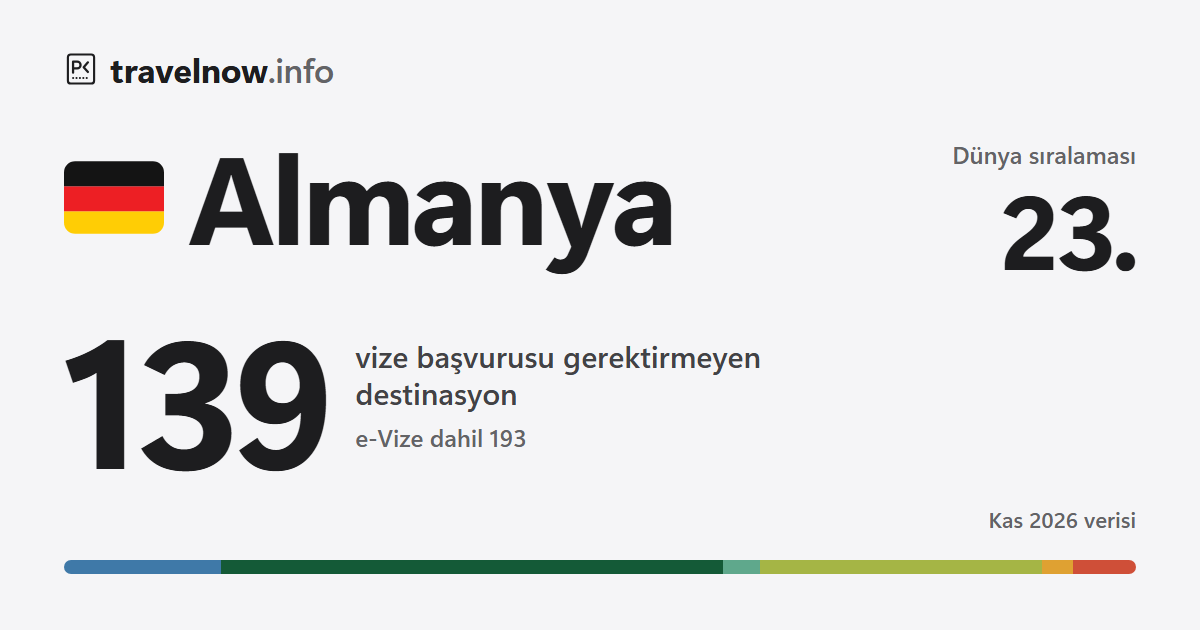 travelnow.info
Almanya
Dünya sıralaması
23.
139
vize başvurusu gerektirmeyen
destinasyon
e-Vize dahil 193
Kas 2026 verisi